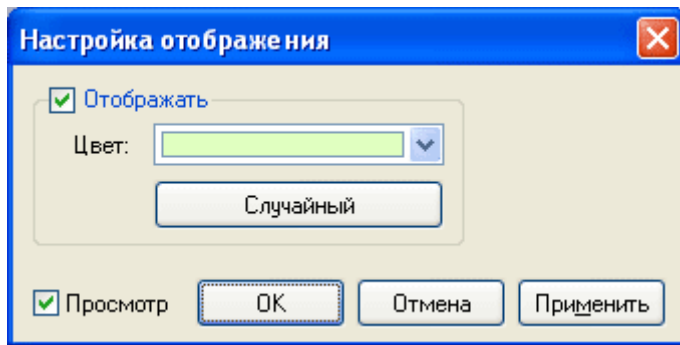 Настройка отображения
Отображать
Цвет:
Случайный
Просмотр OK Отмена Применить